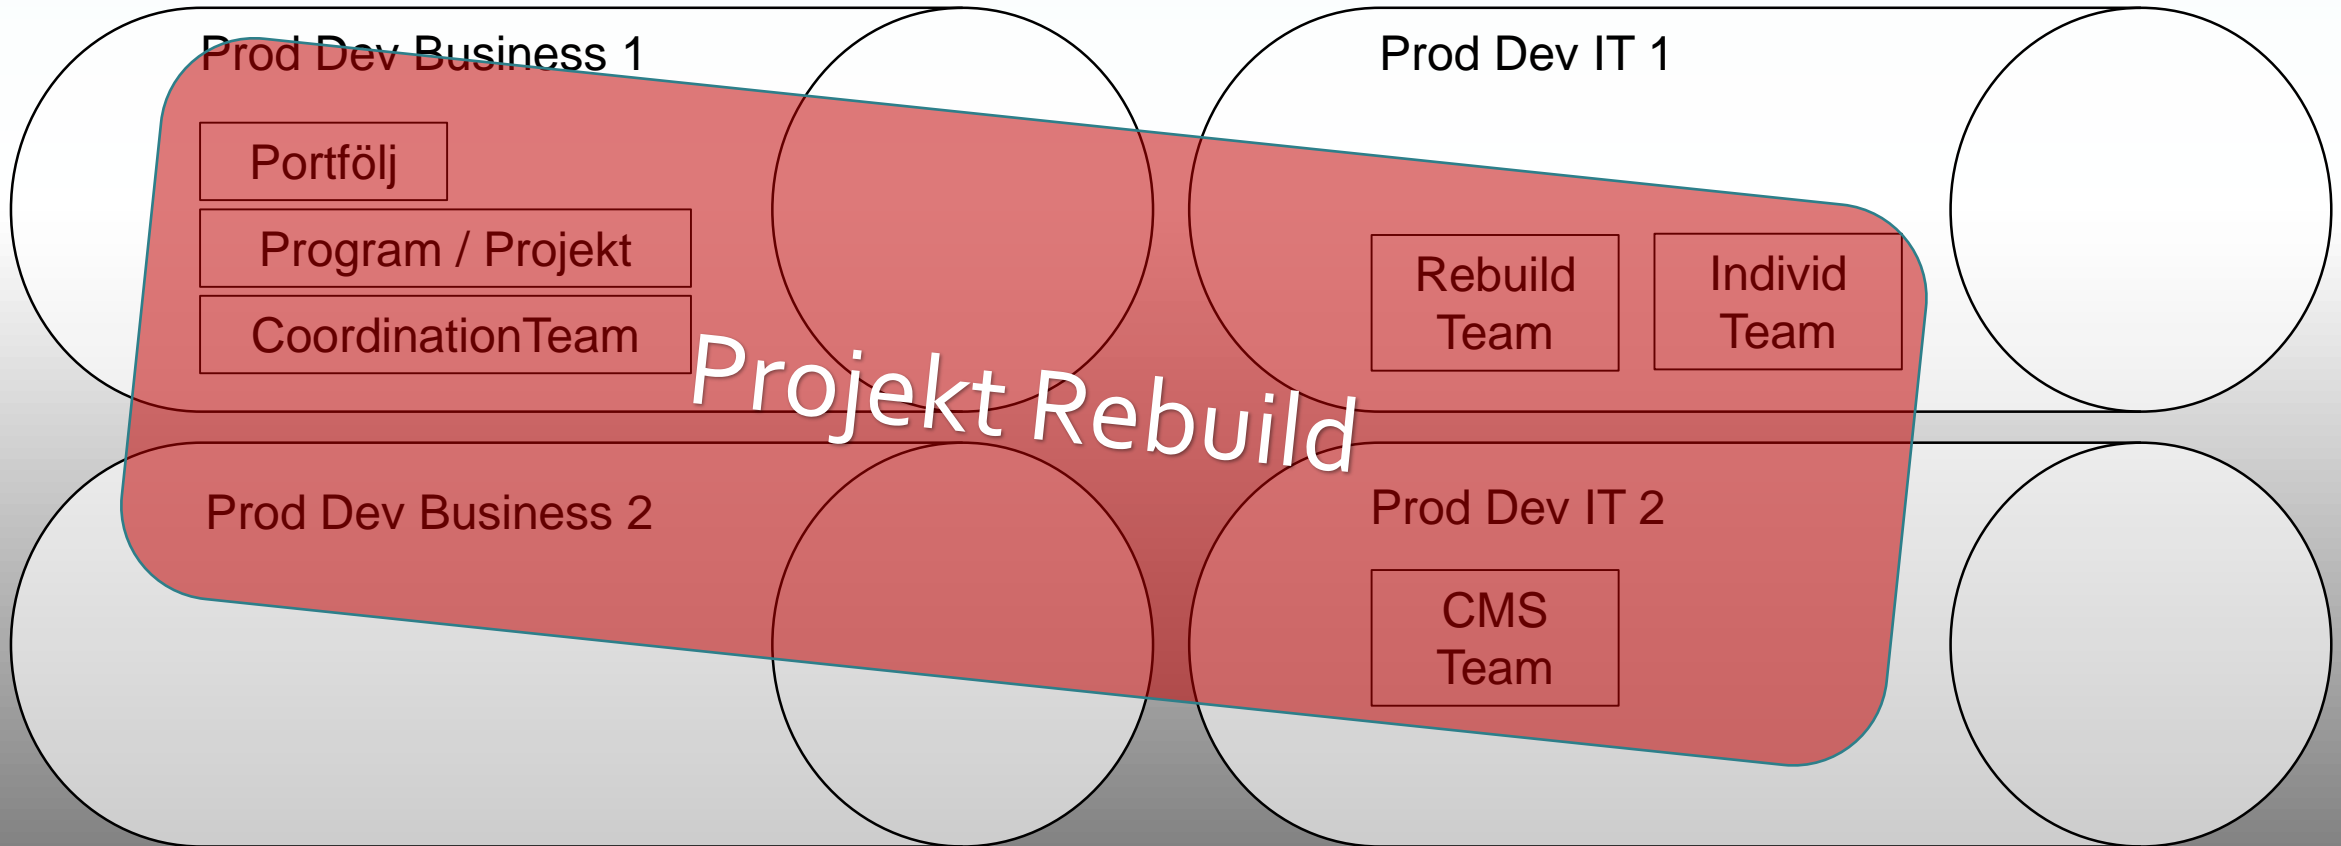 Prod Dev Business 1
Portfölj
Program / Projekt
CoordinationTeam
Prod Dev IT 1
Rebuild
Team
Individ
Team
Projekt Rebuild
Prod Dev Business 2
Prod Dev IT 2
CMS
Team